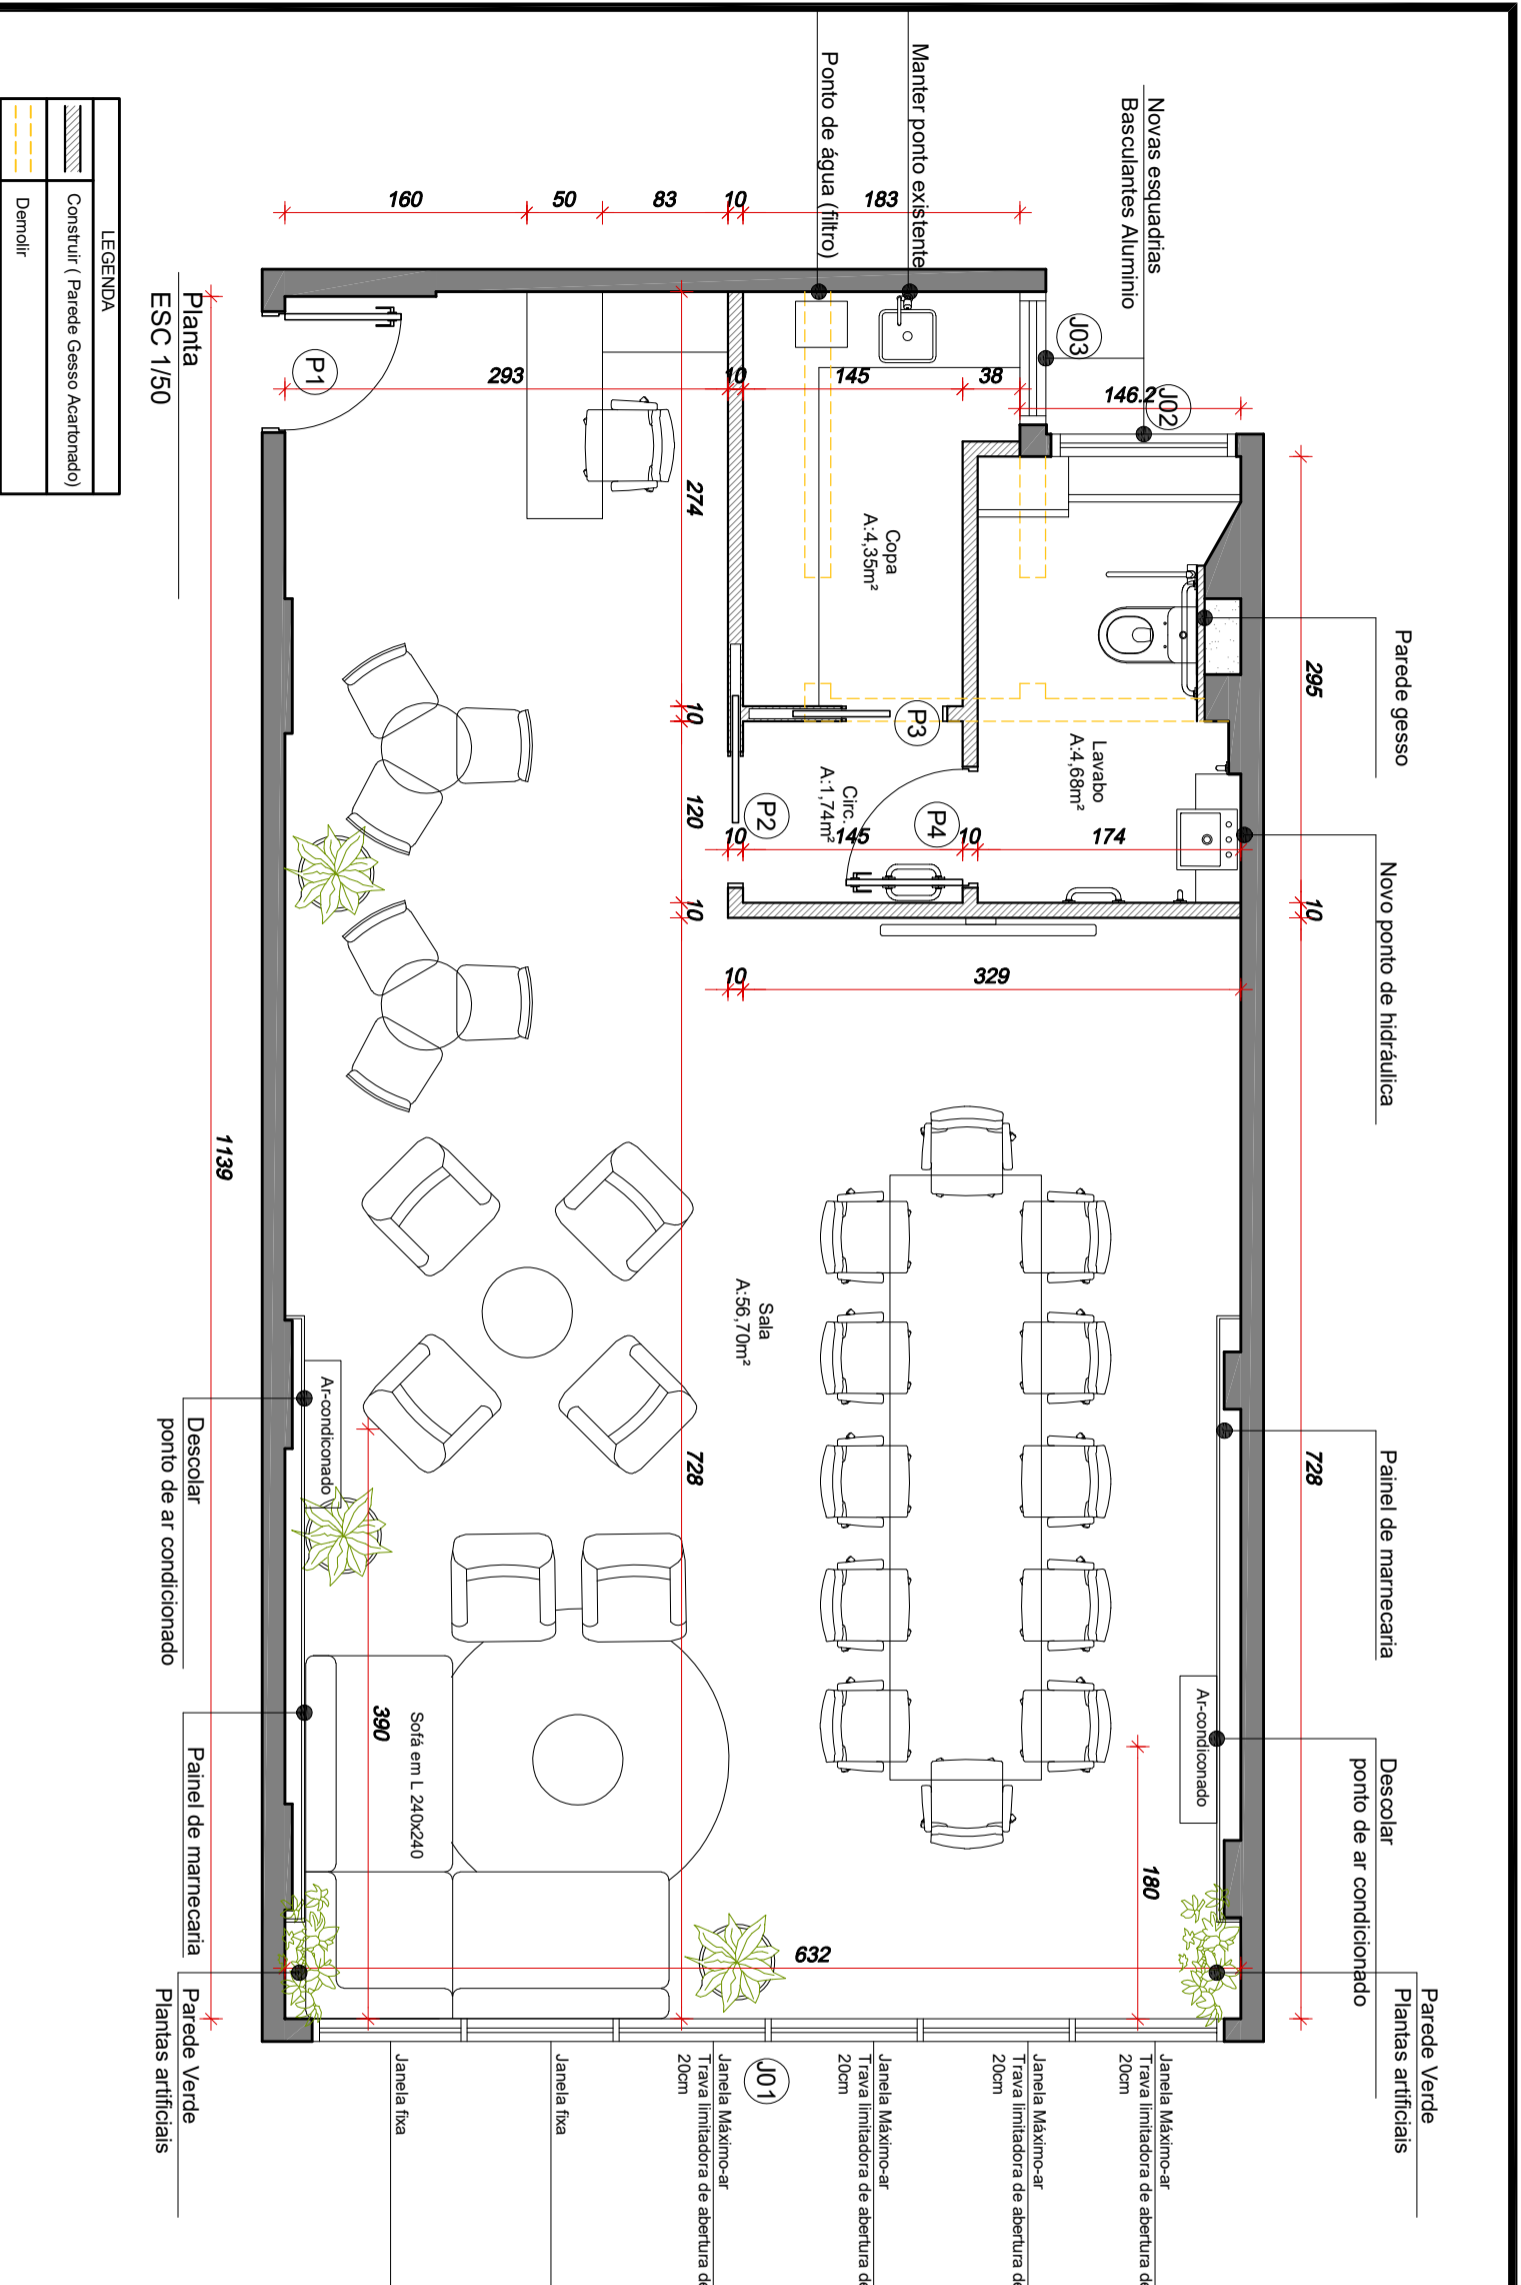 Novas esquadrias
Basculantes Aluminio
Manter ponto existente
Ponto de água (filtro)
Parede gesso
Novo ponto de hidráulica
Painel de marnecaria
Descolar
ponto de ar condicionado
Parede Verde
Plantas artificiais
295
10
728
J03
J02
146.2
183
10
83
50
160
38
145
10
293
P1
274
10
120
10
728
Copa
A:4,35m²
Lavabo
A:4,68m²
Circ.
A:1,74m²
P3
P2
P4
10
145
10
174
10
329
Sala
A:56,70m²
Ar-condiconado
180
Ar-condiconado
390
Sofá em L 240x240
632
1139
J01
Janela Máximo-ar
Trava limitadora de abertura de
20cm
Janela Máximo-ar
Trava limitadora de abertura de
20cm
Janela Máximo-ar
Trava limitadora de abertura de
20cm
Janela Máximo-ar
Trava limitadora de abertura de
20cm
Janela fixa
Janela fixa
Descolar
ponto de ar condicionado
Painel de marnecaria
Parede Verde
Plantas artificiais
Planta
ESC 1/50
LEGENDA
Construir ( Parede Gesso Acartonado)
Demolir